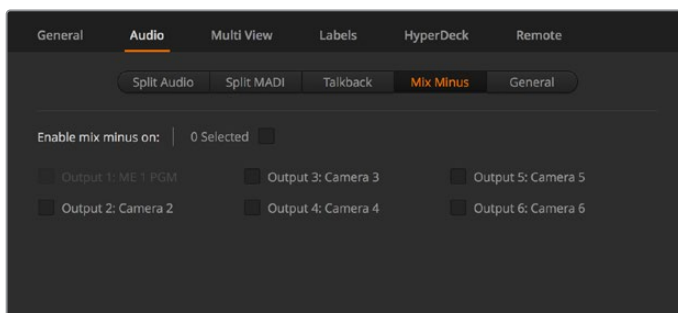 General Audio Multi View Labels HyperDeck Remote
Split Audio Split MADI Talkback Mix Minus General
Enable mix minus on: 0 Selected
Output 1: ME 1 PGM Output 3: Camera 3 Output 5: Camera 5
Output 2: Camera 2 Output 4: Camera 4 Output 6: Camera 6